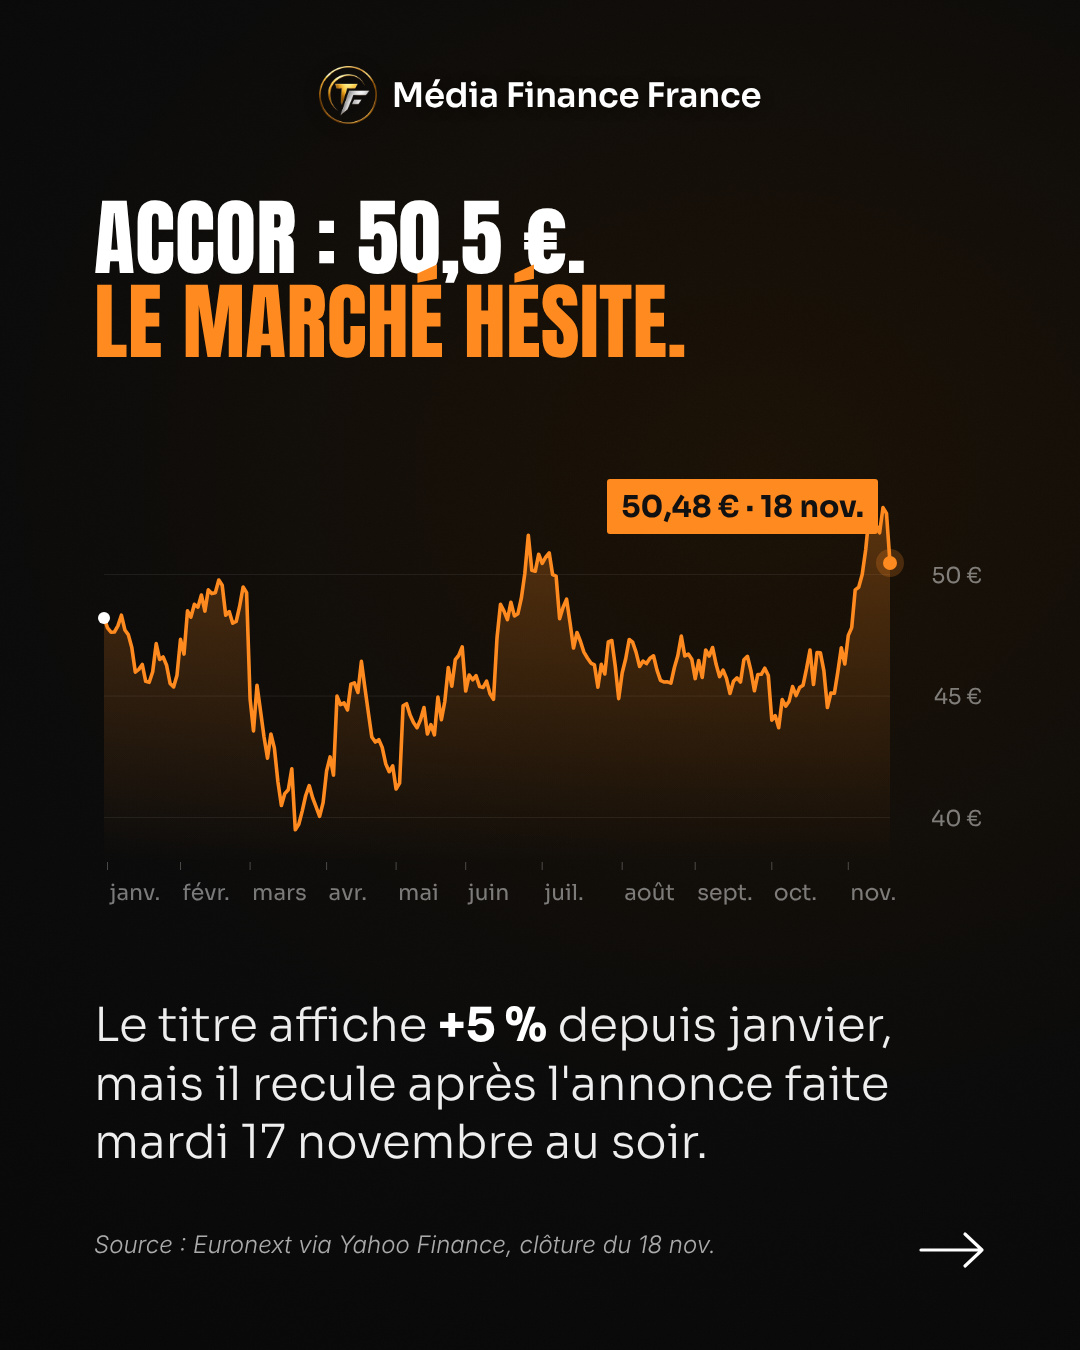 TF
Média Finance France
ACCOR : 50,5 €.
LE MARCHÉ HÉSITE.
50,48 € · 18 nov.
50 €
45 €
40 €
janv. févr. mars avr. mai juin juil. août sept. oct. nov.
Le titre affiche +5 % depuis janvier,
mais il recule après l'annonce faite
mardi 17 novembre au soir.
Source : Euronext via Yahoo Finance, clôture du 18 nov.